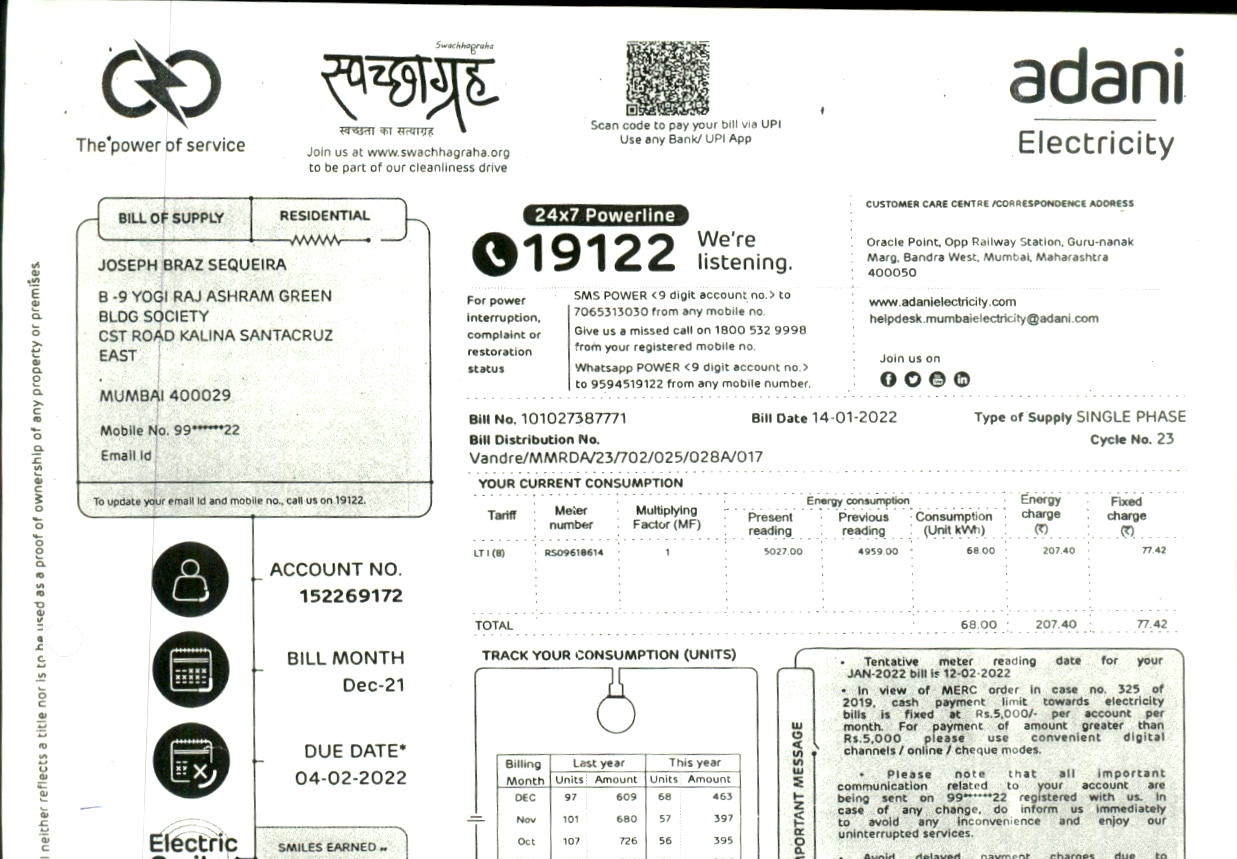 Swachhagraha
स्वच्छाग्रह
स्वच्छता का सत्याग्रह
The power of service
Join us at www.swachhagraha.org
to be part of our cleanliness drive
Scan code to pay your bill via UPI
Use any Bank/ UPI App
adani
Electricity
BILL OF SUPPLY
RESIDENTIAL
JOSEPH BRAZ SEQUEIRA
B -9 YOGI RAJ ASHRAM GREEN
BLDG SOCIETY
CST ROAD KALINA SANTACRUZ
EAST
MUMBAI 400029
Mobile No. 99******22
Email Id
To update your email Id and mobile no., call us on 19122.
24x7 Powerline
19122 We're
listening.
For power
interruption,
complaint or
restoration
status
SMS POWER <9 digit account no.> to
7065313030 from any mobile no.
Give us a missed call on 1800 532 9998
from your registered mobile no.
Whatsapp POWER <9 digit account no.>
to 9594519122 from any mobile number.
CUSTOMER CARE CENTRE /CORRESPONDENCE ADDRESS
Oracle Point, Opp Railway Station, Guru-nanak
Marg, Bandra West, Mumbai, Maharashtra
400050
www.adanielectricity.com
helpdesk.mumbaielectricity@adani.com
Join us on
Bill No. 101027387771 Bill Date 14-01-2022 Type of Supply SINGLE PHASE
Bill Distribution No. Cycle No. 23
Vandre/MMRDA/23/702/025/028A/017
YOUR CURRENT CONSUMPTION
Tariff Meter number Multiplying Factor (MF) Energy consumption Present reading Previous reading Consumption (Unit kWh) Energy charge (₹) Fixed charge (₹)
LT I (B) RS09618614 1 5027.00 4959.00 68.00 207.40 77.42
TOTAL 68.00 207.40 77.42
ACCOUNT NO.
152269172
BILL MONTH
Dec-21
DUE DATE*
04-02-2022
Electric
SMILES EARNED
TRACK YOUR CONSUMPTION (UNITS)
Billing Last year This year
Month Units Amount Units Amount
DEC 97 609 68 463
Nov 101 680 57 397
Oct 107 726 56 395
PORTANT MESSAGE
• Tentative meter reading date for your
JAN-2022 bill is 12-02-2022
• In view of MERC order in case no. 325 of
2019, cash payment limit towards electricity
bills is fixed at Rs.5,000/- per account per
month. For payment of amount greater than
Rs.5,000 please use convenient digital
channels / online / cheque modes.
• Please note that all important
communication related to your account are
being sent on 99******22 registered with us. In
case of any change, do inform us immediately
to avoid any inconvenience and enjoy our
uninterrupted services.
• Avoid delayed payment charges due to
l neither reflects a title nor is to be used as a proof of ownership of any property or premises.